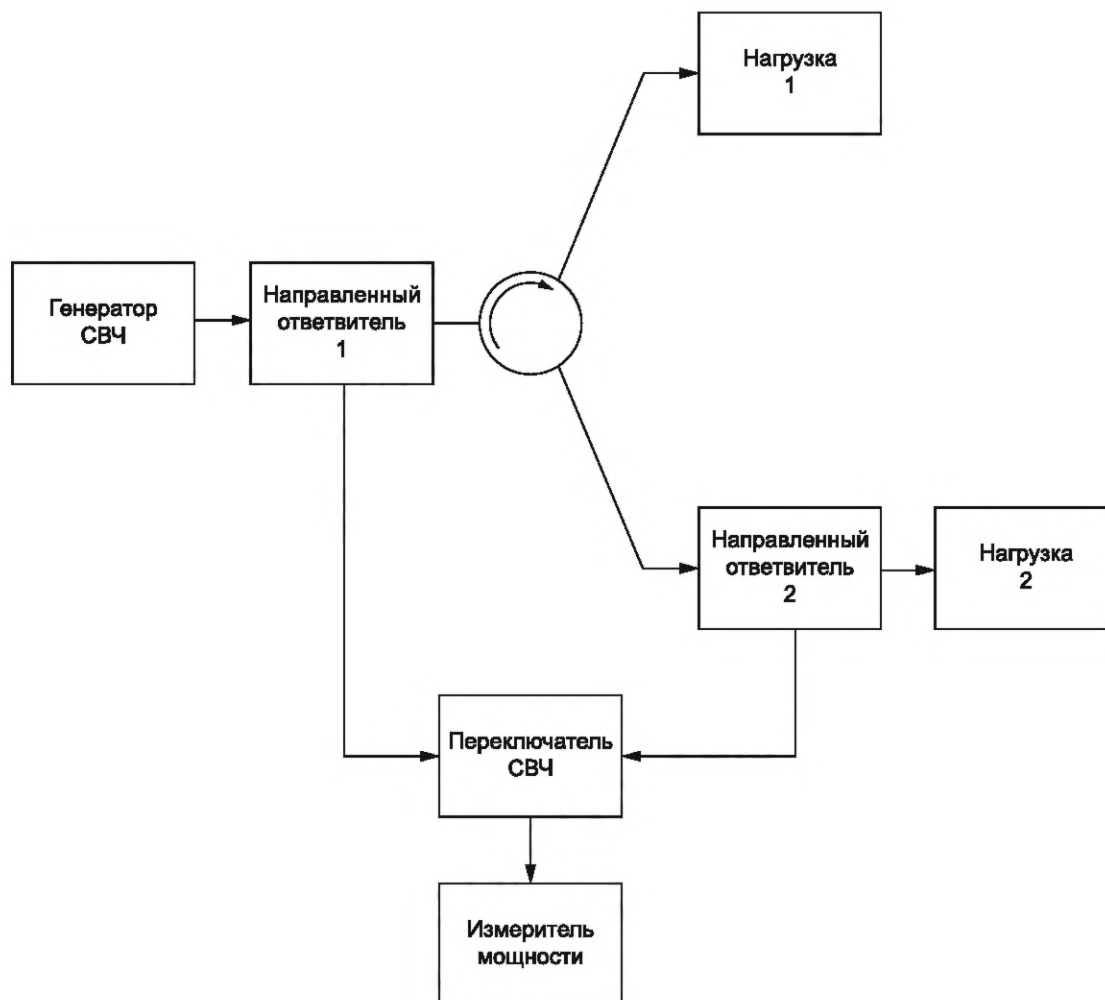 Нагрузка
1
Генератор
СВЧ
Направленный
ответвитель
1
Направленный
ответвитель
2
Нагрузка
2
Переключатель
СВЧ
Измеритель
мощности